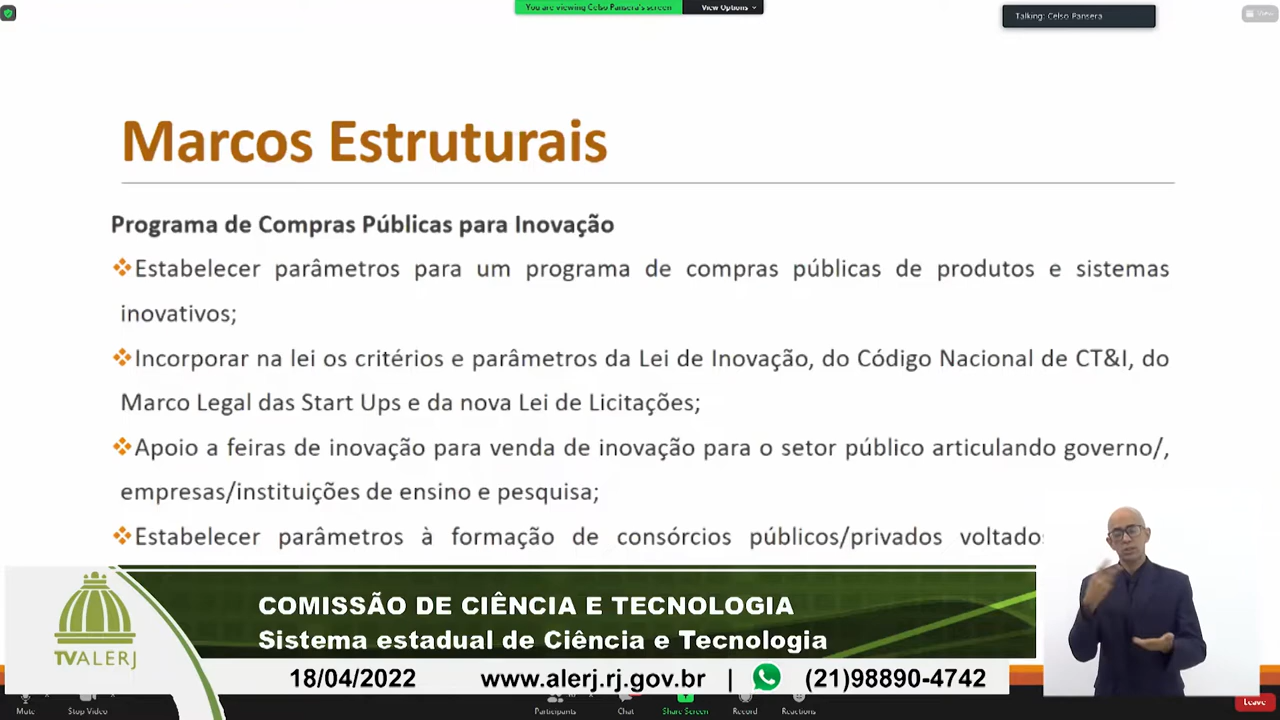 You are viewing Celso Pansera's screen
View Options
Talking: Celso Pansera
View
Marcos Estruturais
Programa de Compras Públicas para Inovação
Estabelecer parâmetros para um programa de compras públicas de produtos e sistemas
inovativos;
Incorporar na lei os critérios e parâmetros da Lei de Inovação, do Código Nacional de CT&I, do
Marco Legal das Start Ups e da nova Lei de Licitações;
Apoio a feiras de inovação para venda de inovação para o setor público articulando governo/,
empresas/instituições de ensino e pesquisa;
Estabelecer parâmetros à formação de consórcios públicos/privados voltados
COMISSÃO DE CIÊNCIA E TECNOLOGIA
Sistema estadual de Ciência e Tecnologia
TVALERJ
18/04/2022 www.alerj.rj.gov.br | (21)98890-4742
Mute Stop Video Participants Chat Share Screen Record Reactions Leave